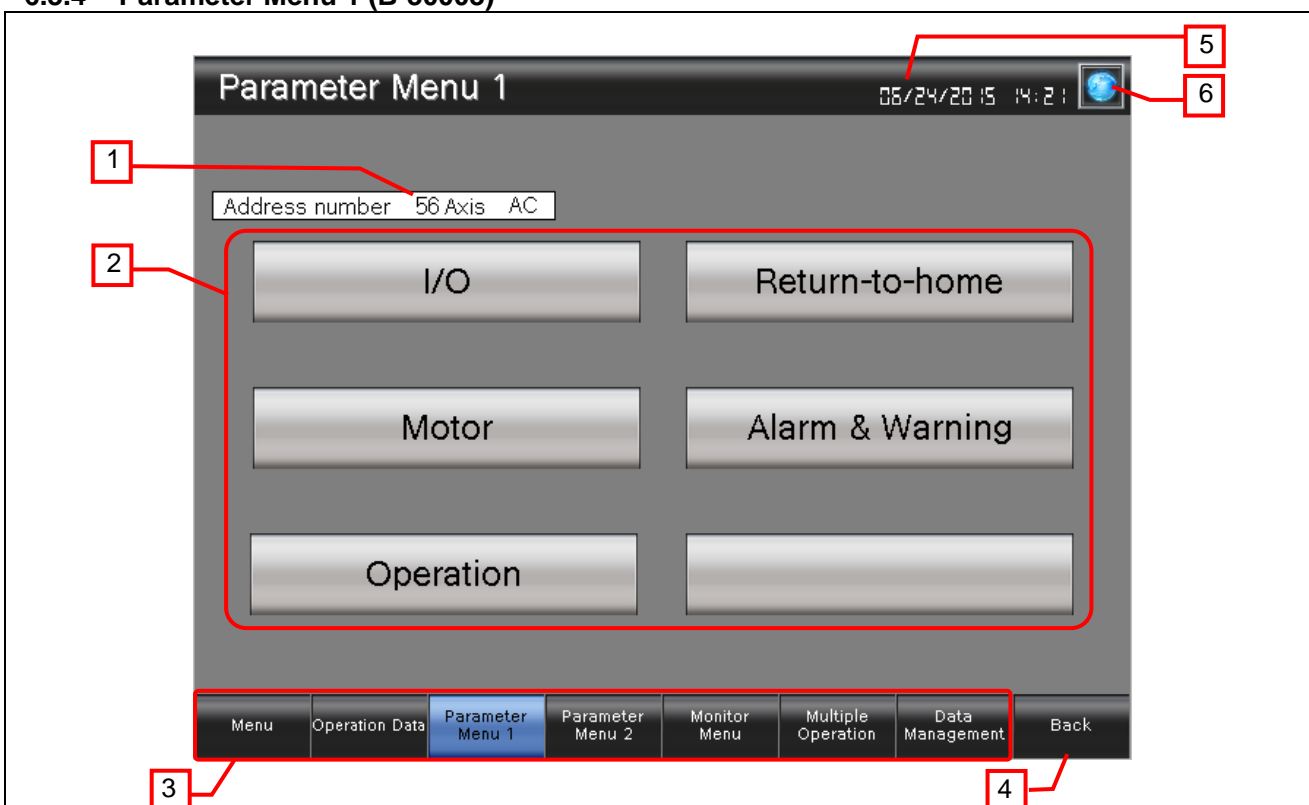 Parameter Menu 1
06/24/2015 14:21
5
6
1
Address number 56 Axis AC
2
I/O
Return-to-home
Motor
Alarm & Warning
Operation
Menu
Operation Data
Parameter
Menu 1
Parameter
Menu 2
Monitor
Menu
Multiple
Operation
Data
Management
Back
3
4